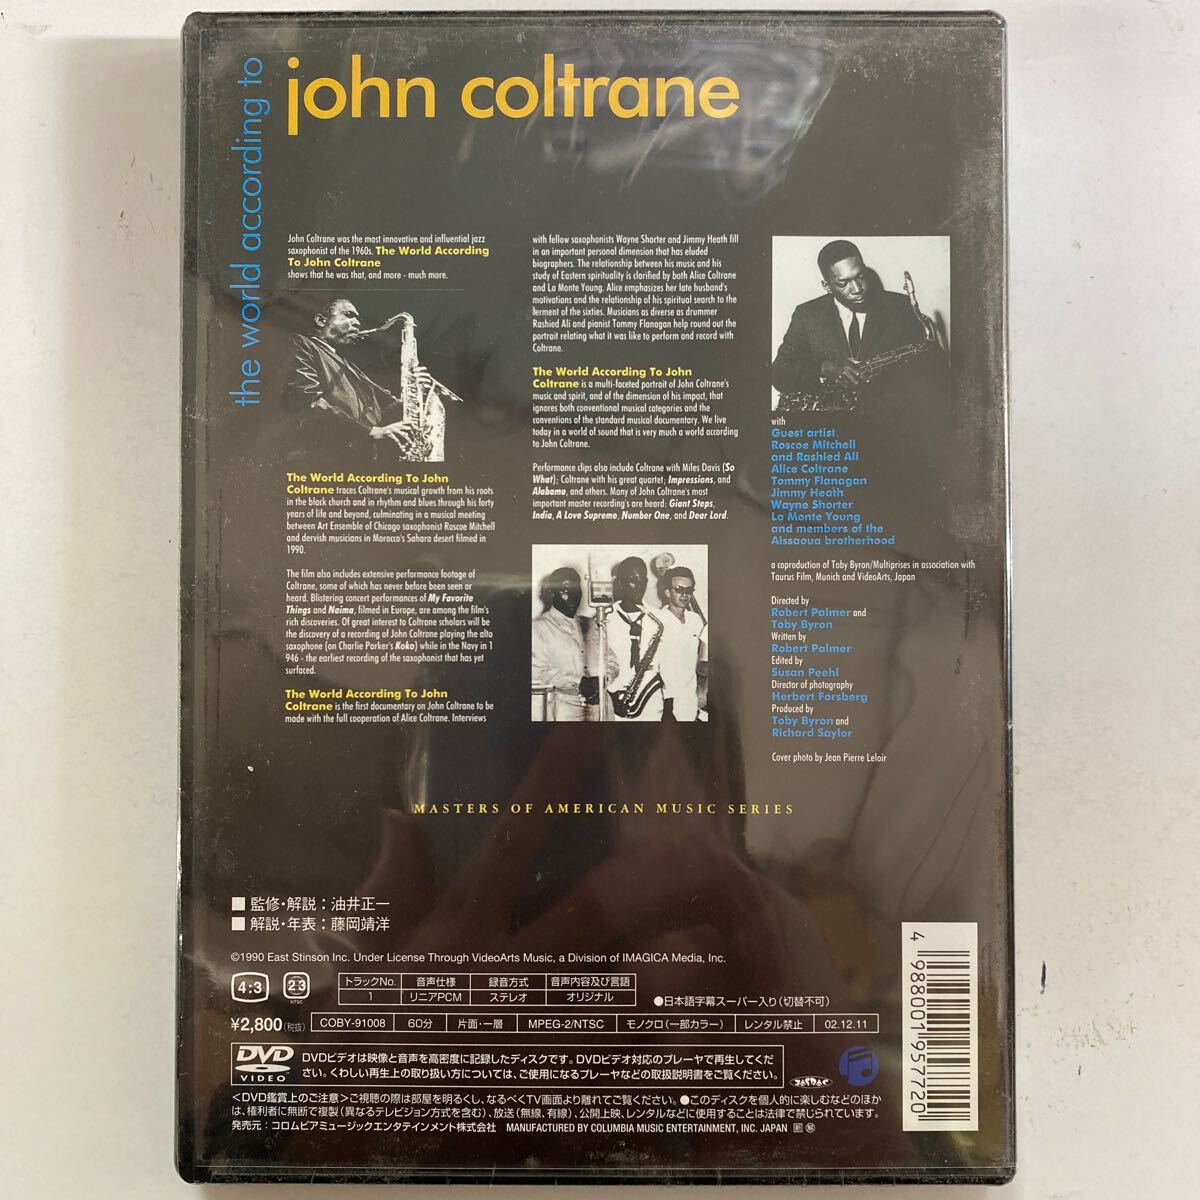 the world according to
john coltrane
John Coltrane was the most innovative and influential jazz
saxophonist of the 1960s. The World According
To John Coltrane
shows that he was that, and more - much more.
The World According To John
Coltrane traces Coltrane's musical growth from his roots
in the black church and in rhythm and blues through his forty
years of life and beyond, culminating in a musical meeting
between Art Ensemble of Chicago saxophonist Roscoe Mitchell
and dervish musicians in Morocco's Sahara desert filmed in
1990.
The film also includes extensive performance footage of
Coltrane, some of which has never before been seen or
heard. Blistering concert performances of My Favorite
Things and Naima, filmed in Europe, are among the film's
rich discoveries. Of great interest to Coltrane scholars will be
the discovery of a recording of John Coltrane playing the alto
saxophone (on Charlie Parker's Koko) while in the Navy in 1
946 - the earliest recording of the saxophonist that has yet
surfaced.
The World According To John
Coltrane is the first documentary on John Coltrane to be
made with the full cooperation of Alice Coltrane. Interviews
with fellow saxophonists Wayne Shorter and Jimmy Heath fill
in an important personal dimension that has eluded
biographers. The relationship between his music and his
study of Eastern spirituality is clarified by both Alice Coltrane
and La Monte Young. Alice emphasizes her late husband's
motivations and the relationship of his spiritual search to the
lerment of the sixties. Musicians as diverse as drummer
Rashied Ali and pianist Tommy Flanagan help round out the
portrait relating what it was like to perform and record with
Coltrane.
The World According To John
Coltrane is a multi-faceted portrait of John Coltrane's
music and spirit, and of the dimension of his impact, that
ignores both conventional musical categories and the
conventions of the standard musical documentary. We live
today in a world of sound that is very much a world according
to John Coltrane.
Performance clips also include Coltrane with Miles Davis (So
What); Coltrane with his great quartet; Impressions, and
Alabama, and others. Many of John Coltrane's most
important master recording's are heard: Giant Steps,
India, A Love Supreme, Number One, and Dear Lord.
with
Guest artist,
Roscoe Mitchell
and Rashied Ali
Alice Coltrane
Tommy Flanagan
Jimmy Heath
Wayne Shorter
La Monte Young
and members of the
Aissaoua brotherhood
a coproduction of Toby Byron/Multiprises in association with
Taurus Film, Munich and VideoArts, Japan
Directed by
Robert Palmer and
Toby Byron
Written by
Robert Palmer
Edited by
Susan Peehl
Director of photography
Herbert Forsberg
Produced by
Toby Byron and
Richard Saylor
Cover photo by Jean Pierre Leloir
MASTERS OF AMERICAN MUSIC SERIES
■ 監修・解説：油井正一
■ 解説・年表：藤岡靖洋
©1990 East Stinson Inc. Under License Through VideoArts Music, a Division of IMAGICA Media, Inc.
4:3 2 3 NTSC
トラックNo. 音声仕様 録音方式 音声内容及び言語
1 リニアPCM ステレオ オリジナル
●日本語字幕スーパー入り(切替不可)
¥2,800(税抜) COBY-91008 60分 片面・一層 MPEG-2/NTSC モノクロ(一部カラー) レンタル禁止 02.12.11
DVD VIDEO
DVDビデオは映像と音声を高密度に記録したディスクです。DVDビデオ対応のプレーヤで再生してくだ
さい。くわしい再生上の取り扱い方については、ご使用になるプレーヤなどの取扱説明書をご覧ください。
JASRAC
<DVD鑑賞上のご注意>ご視聴の際は部屋を明るくし、なるべくTV画面より離れてご覧ください。●このディスクを個人的に楽しむなどのほか
は、権利者に無断で複製(異なるテレビジョン方式を含む)、放送(無線、有線)、公開上映、レンタルなどに使用することは法律で禁じられています。
発売元：コロムビアミュージックエンタテインメント株式会社 MANUFACTURED BY COLUMBIA MUSIC ENTERTAINMENT, INC. JAPAN
4 988001 957720